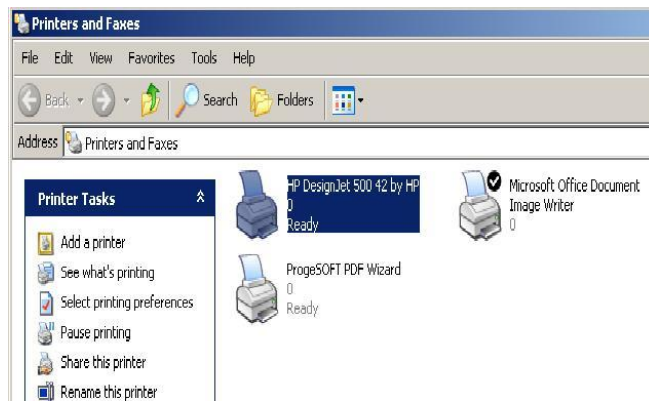 Printers and Faxes
File Edit View Favorites Tools Help
Back Search Folders
Address Printers and Faxes
Printer Tasks
Add a printer
See what's printing
Select printing preferences
Pause printing
Share this printer
Rename this printer
HP DesignJet 500 42 by HP
0
Ready
Microsoft Office Document
Image Writer
0
ProgeSOFT PDF Wizard
0
Ready